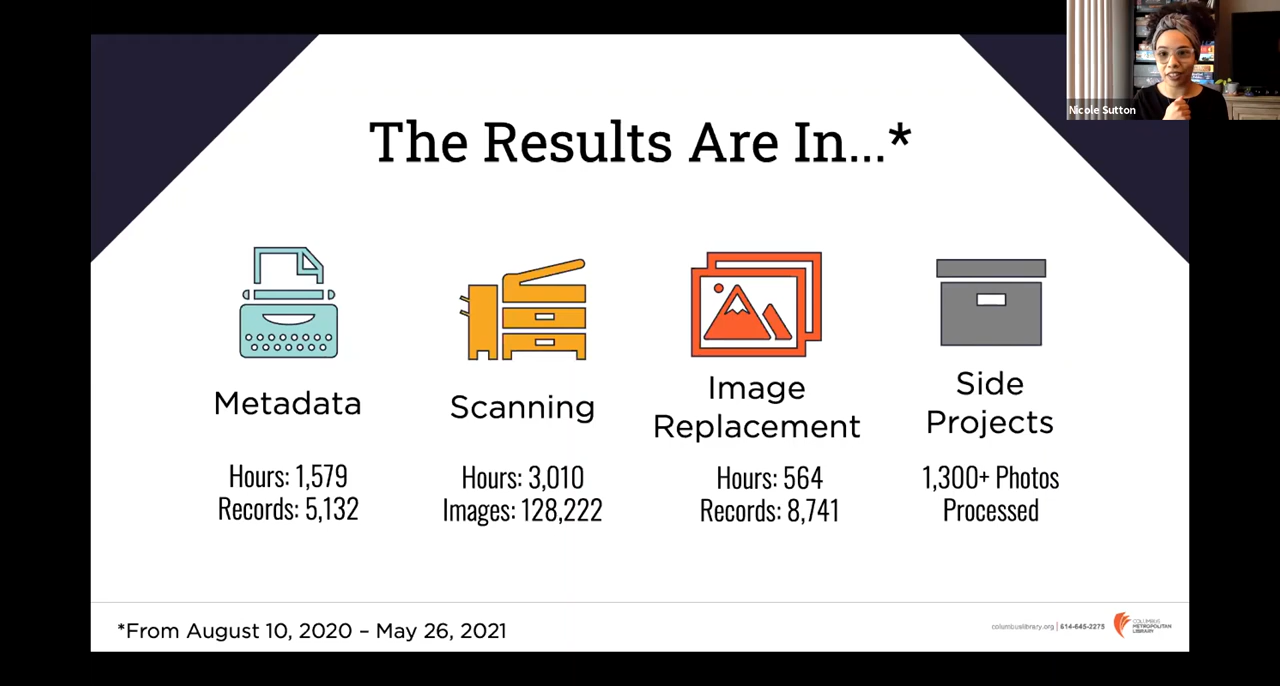 Nicole Sutton
The Results Are In...*
Metadata
Hours: 1,579
Records: 5,132
Scanning
Hours: 3,010
Images: 128,222
Image
Replacement
Hours: 564
Records: 8,741
Side
Projects
1,300+ Photos
Processed
*From August 10, 2020 – May 26, 2021
columbuslibrary.org | 614-645-2275
COLUMBUS
METROPOLITAN
LIBRARY